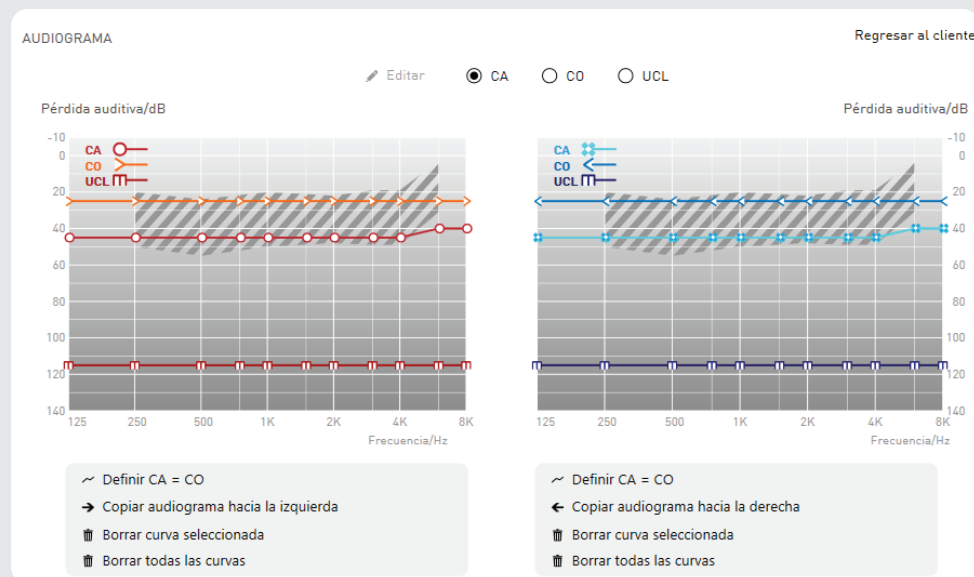 AUDIOGRAMA
Regresar al cliente
Editar CA CO UCL
Pérdida auditiva/dB
-10
0
20
40
60
80
100
120
140
CA
CO
UCL
125 250 500 1K 2K 4K 8K
Frecuencia/Hz
Definir CA = CO
Copiar audiograma hacia la izquierda
Borrar curva seleccionada
Borrar todas las curvas
Pérdida auditiva/dB
-10
0
20
40
60
80
100
120
140
CA
CO
UCL
125 250 500 1K 2K 4K 8K
Frecuencia/Hz
Definir CA = CO
Copiar audiograma hacia la derecha
Borrar curva seleccionada
Borrar todas las curvas